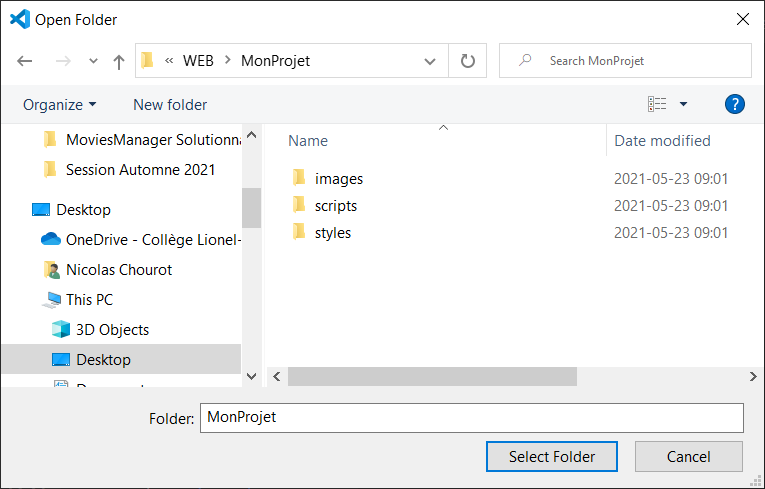 Open Folder
« WEB > MonProjet
Search MonProjet
Organize
New folder
?
MoviesManager Solutionna
Session Automne 2021
Desktop
OneDrive - Collège Lionel-
Nicolas Chourot
This PC
3D Objects
Desktop
Name Date modified
images 2021-05-23 09:01
scripts 2021-05-23 09:01
styles 2021-05-23 09:01
Folder: MonProjet
Select Folder
Cancel